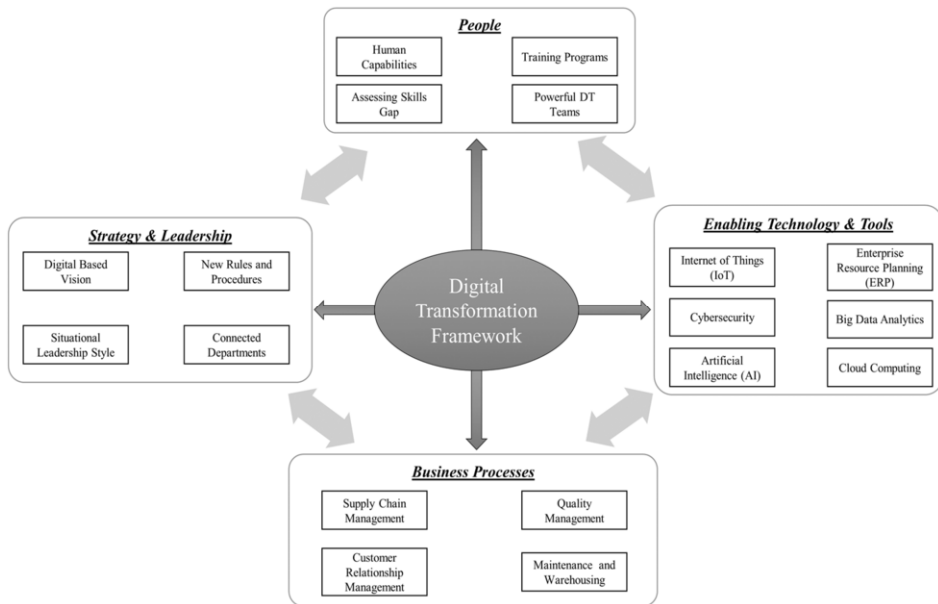 People
Human
Capabilities
Training Programs
Assessing Skills
Gap
Powerful DT
Teams
Strategy & Leadership
Digital Based
Vision
New Rules and
Procedures
Situational
Leadership Style
Connected
Departments
Digital
Transformation
Framework
Enabling Technology & Tools
Internet of Things
(IoT)
Enterprise
Resource Planning
(ERP)
Cybersecurity
Big Data Analytics
Artificial
Intelligence (AI)
Cloud Computing
Business Processes
Supply Chain
Management
Quality
Management
Customer
Relationship
Management
Maintenance and
Warehousing